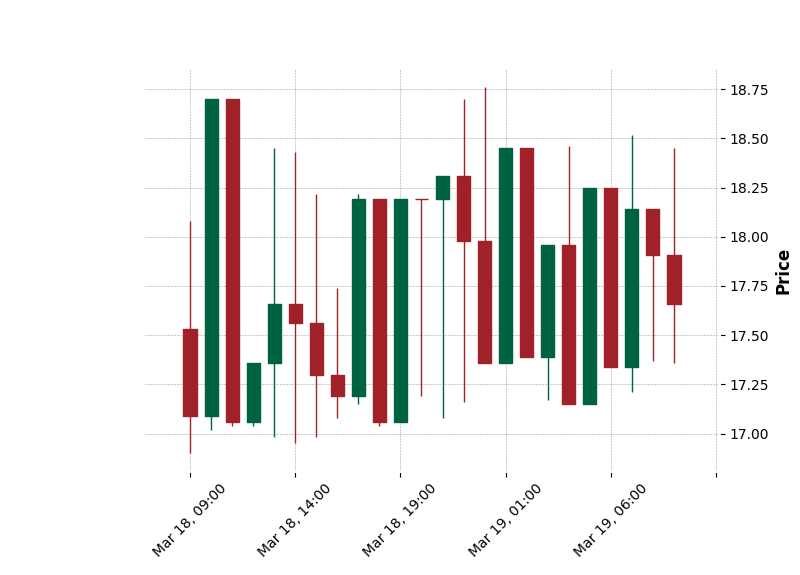 18.75
18.50
18.25
18.00
17.75
17.50
17.25
17.00
Price
Mar 18, 09:00
Mar 18, 14:00
Mar 18, 19:00
Mar 19, 01:00
Mar 19, 06:00